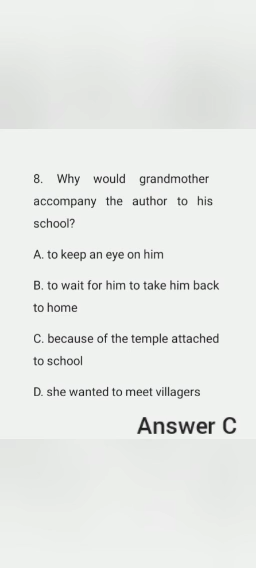 8. Why would grandmother
accompany the author to his
school?
A. to keep an eye on him
B. to wait for him to take him back
to home
C. because of the temple attached
to school
D. she wanted to meet villagers
Answer C